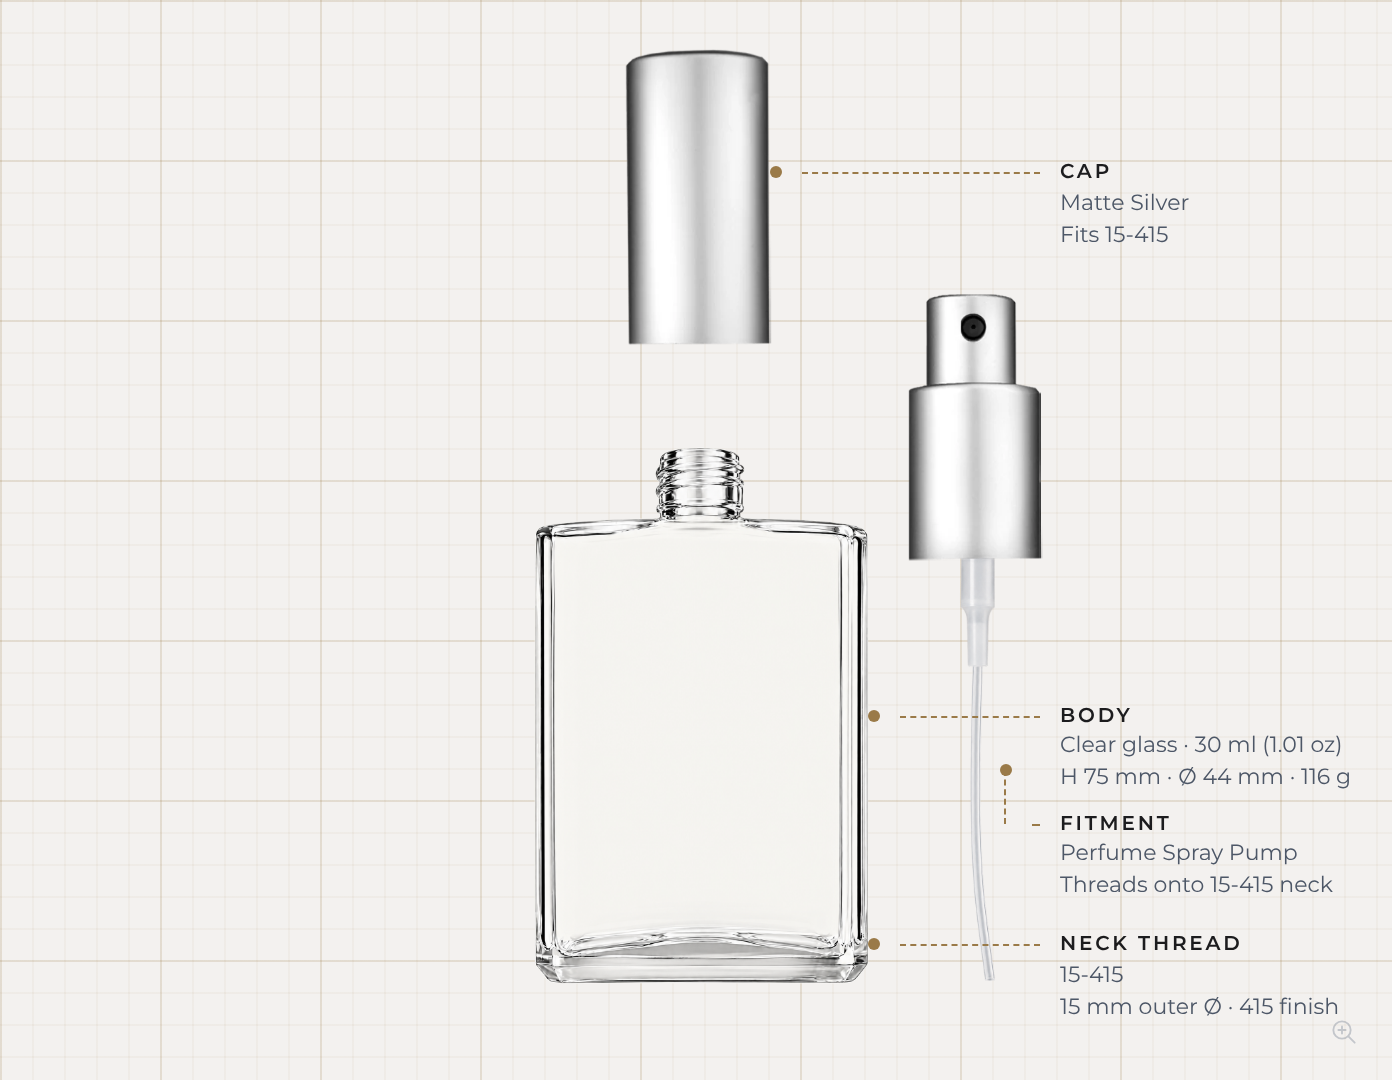 CAP
Matte Silver
Fits 15-415
BODY
Clear glass · 30 ml (1.01 oz)
H 75 mm · Ø 44 mm · 116 g
FITMENT
Perfume Spray Pump
Threads onto 15-415 neck
NECK THREAD
15-415
15 mm outer Ø · 415 finish